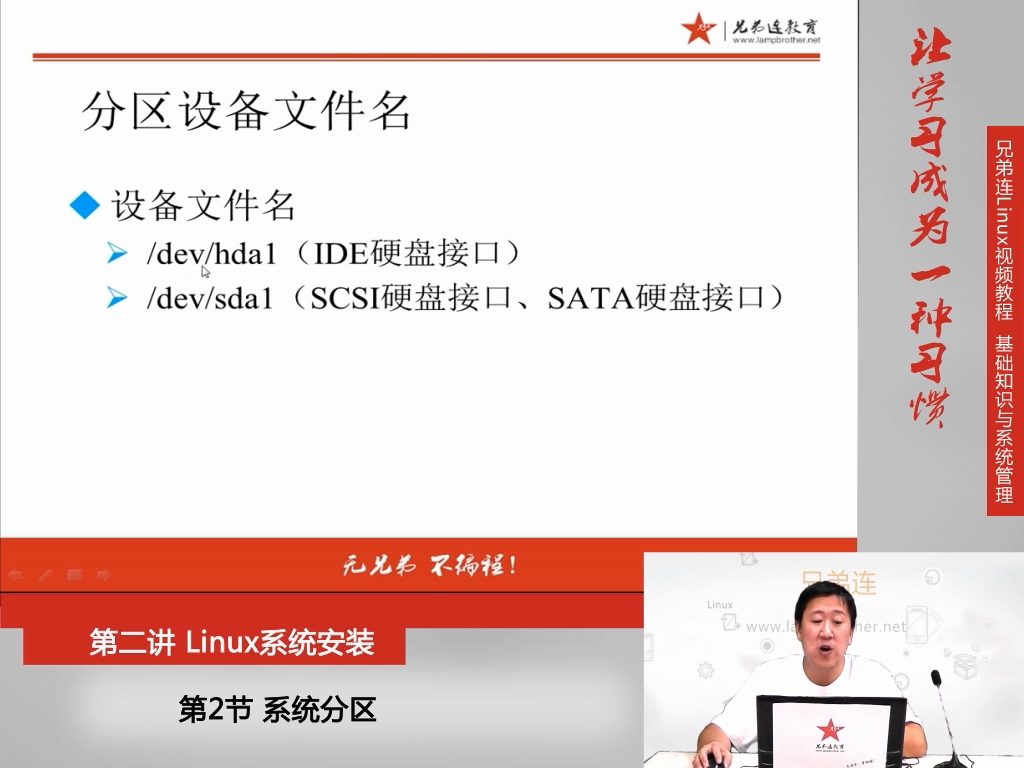 兄弟连教育
www.lampbrother.net
分区设备文件名
设备文件名
/dev/hda1（IDE硬盘接口）
/dev/sda1（SCSI硬盘接口、SATA硬盘接口）
无兄弟 不编程！
第二讲 Linux系统安装
第2节 系统分区
让学习成为一种习惯
兄弟连Linux视频教程 基础知识与系统管理
兄弟连
Linux
兄弟连教育